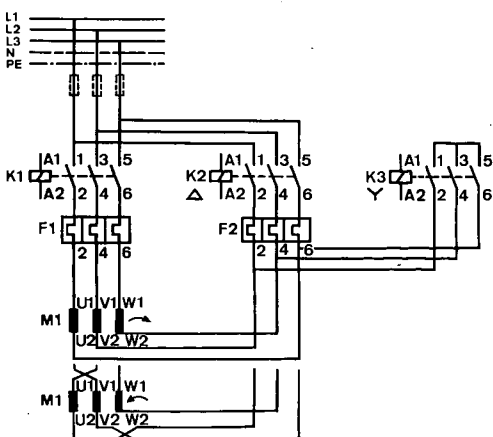 L1
L2
L3
N
PE
A1 1 3 5
K1
A2 2 4 6
A1 1 3 5
K2
A2 2 4 6
A1 1 3 5
K3
A2 2 4 6
F1
2 4 6
F2
2 4 6
U1 V1 W1
M1
U2 V2 W2
U1 V1 W1
M1
U2 V2 W2